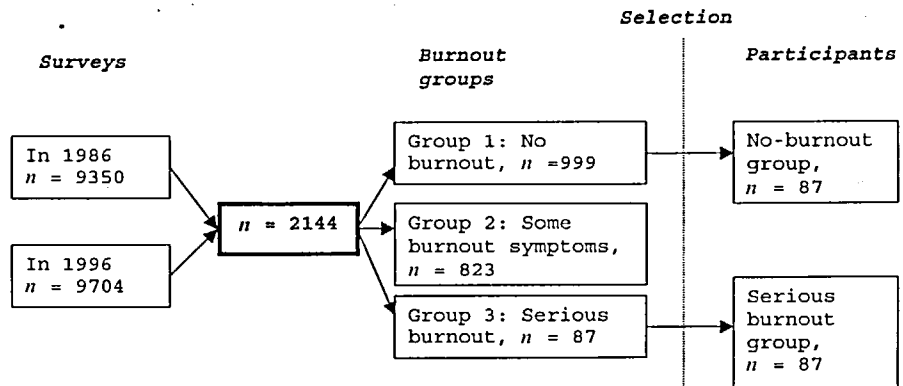 Selection
Surveys
Burnout
groups
Participants
In 1986
n = 9350
In 1996
n = 9704
n = 2144
Group 1: No
burnout, n =999
Group 2: Some
burnout symptoms,
n = 823
Group 3: Serious
burnout, n = 87
No-burnout
group,
n = 87
Serious
burnout
group,
n = 87